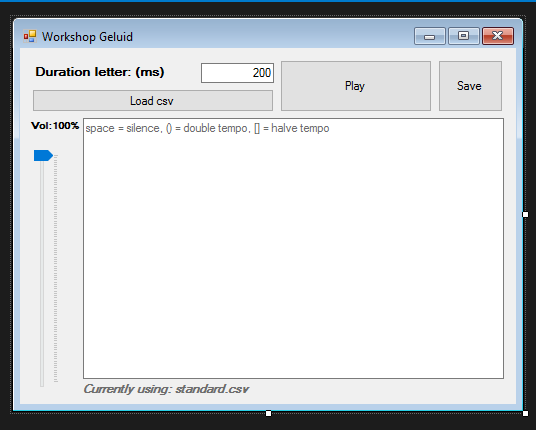 Workshop Geluid
Duration letter: (ms)
200
Play
Save
Load csv
Vol:100%
space = silence, () = double tempo, [] = halve tempo
Currently using: standard.csv